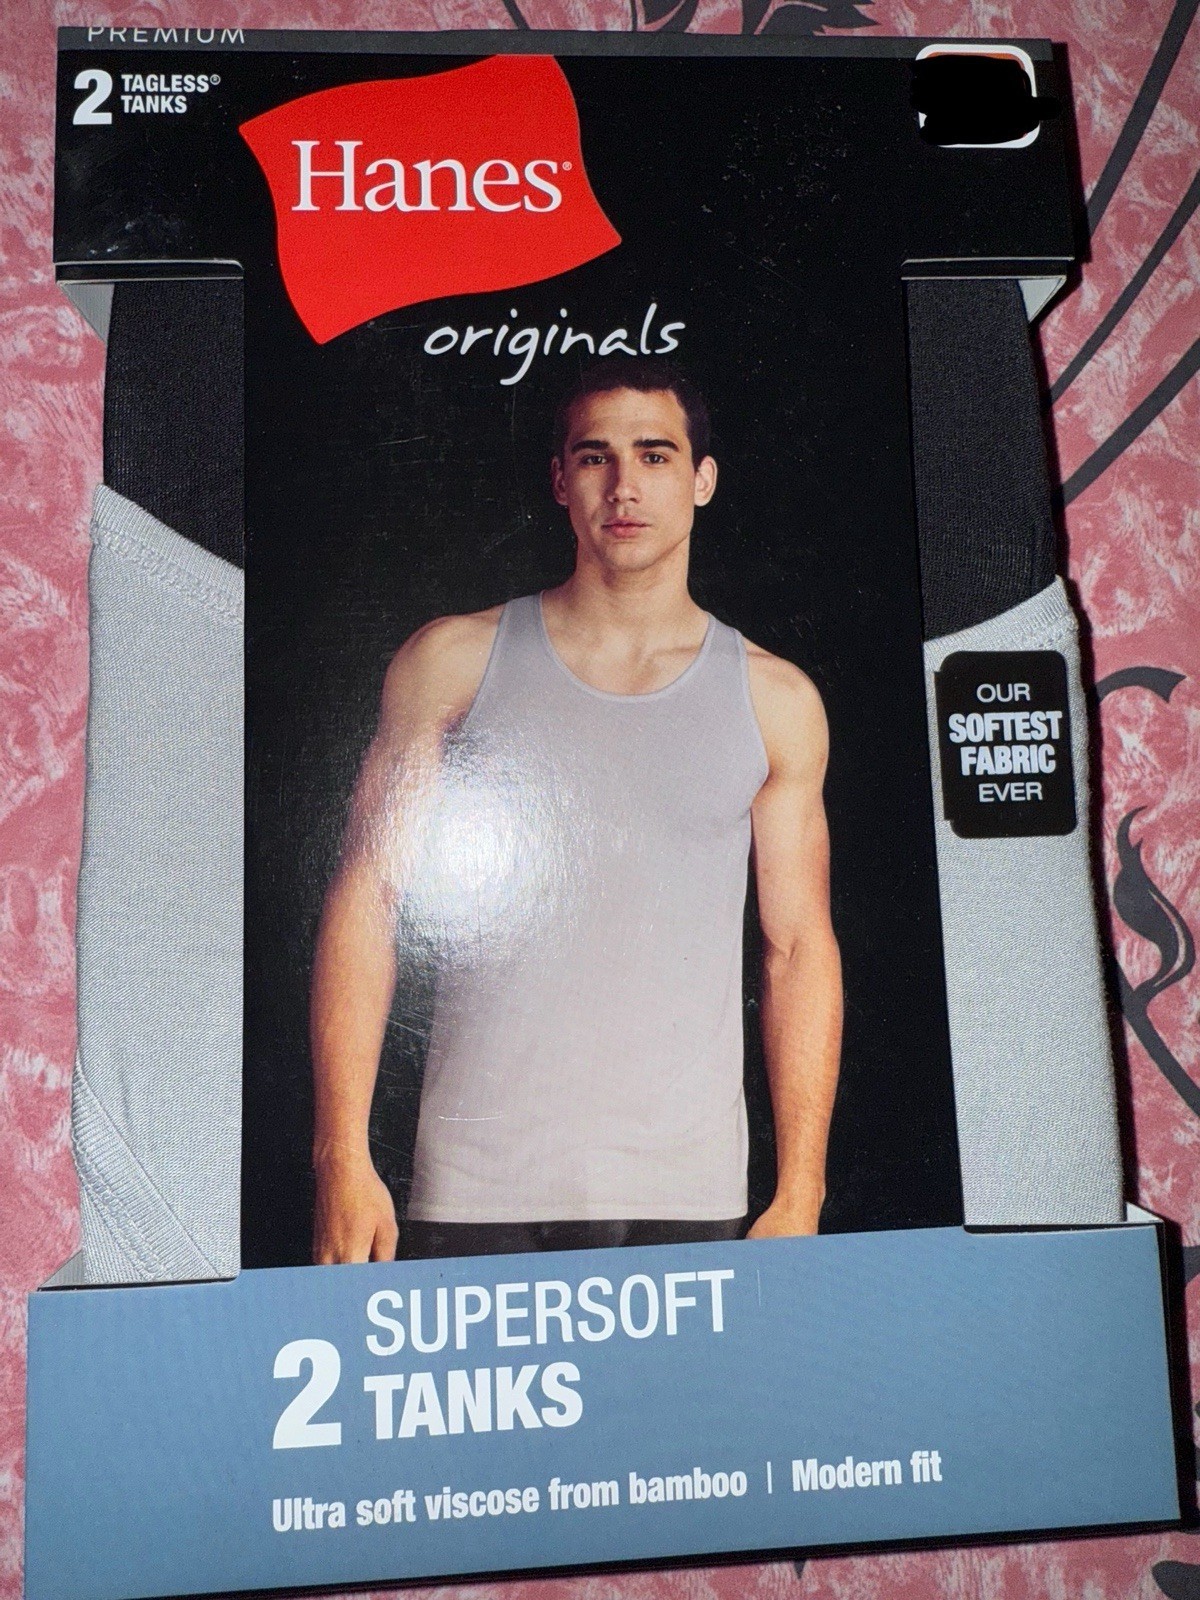 PREMIUM
2 TAGLESS®
TANKS
Hanes®
originals
OUR
SOFTEST
FABRIC
EVER
2 SUPERSOFT
TANKS
Ultra soft viscose from bamboo | Modern fit